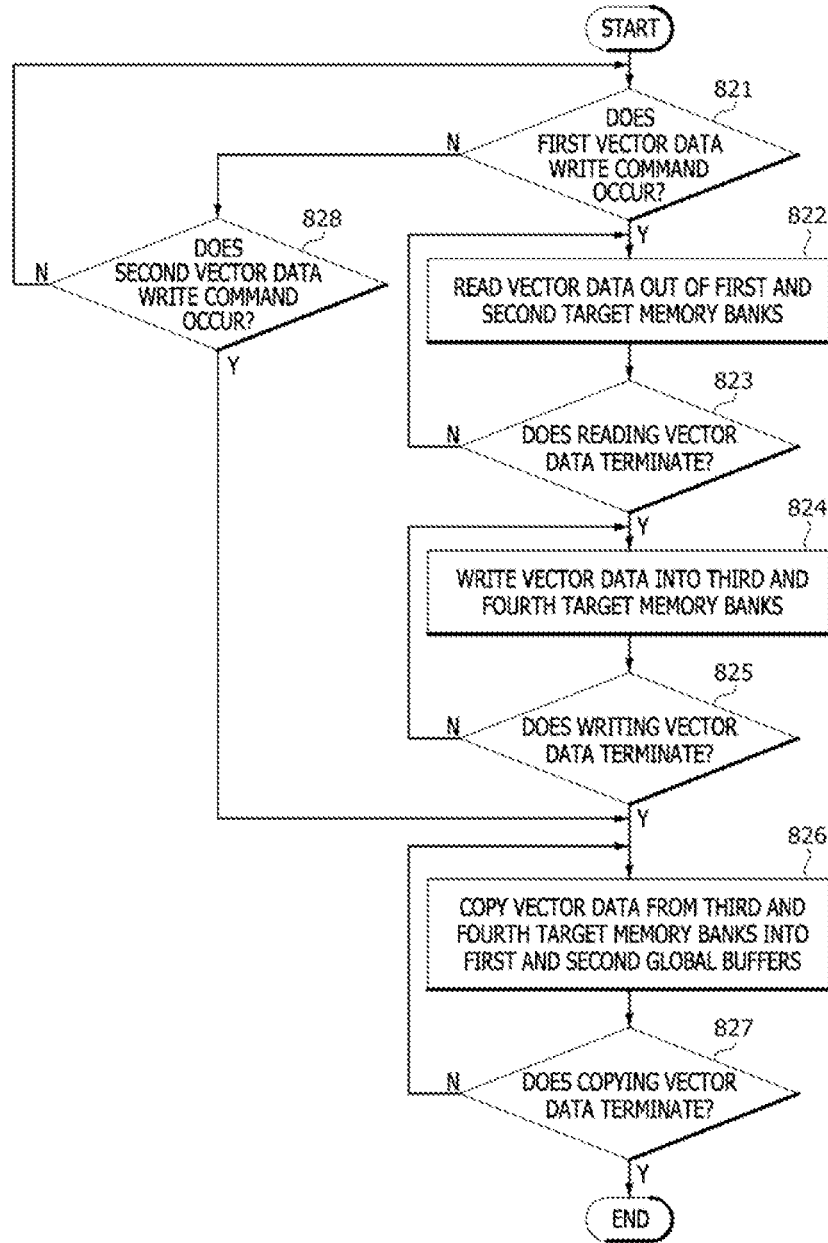 START
821
DOES
FIRST VECTOR DATA
WRITE COMMAND
OCCUR?
N
Y
828
DOES
SECOND VECTOR DATA
WRITE COMMAND
OCCUR?
N
Y
822
READ VECTOR DATA OUT OF FIRST AND
SECOND TARGET MEMORY BANKS
823
DOES READING VECTOR
DATA TERMINATE?
N
Y
824
WRITE VECTOR DATA INTO THIRD AND
FOURTH TARGET MEMORY BANKS
825
DOES WRITING VECTOR
DATA TERMINATE?
N
Y
826
COPY VECTOR DATA FROM THIRD AND
FOURTH TARGET MEMORY BANKS INTO
FIRST AND SECOND GLOBAL BUFFERS
827
DOES COPYING VECTOR
DATA TERMINATE?
N
Y
END